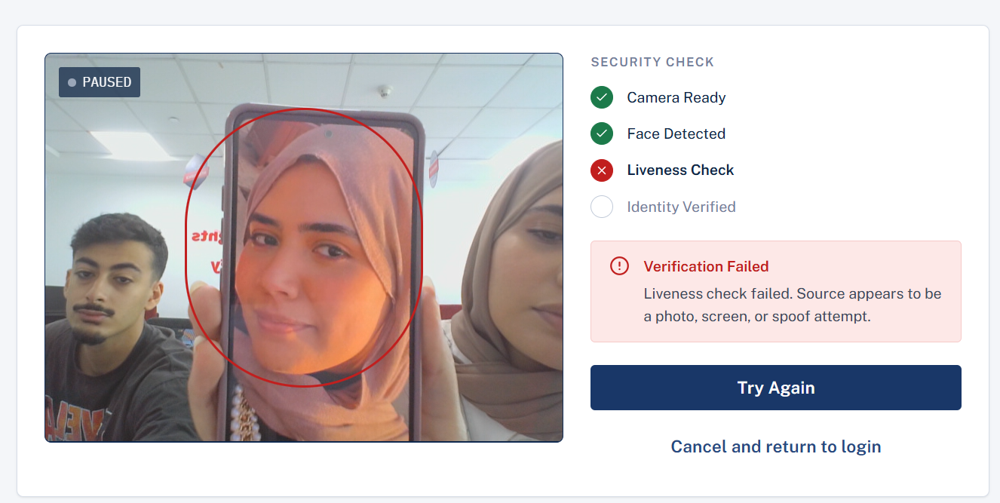 PAUSED
SECURITY CHECK
Camera Ready
Face Detected
Liveness Check
Identity Verified
Verification Failed
Liveness check failed. Source appears to be
a photo, screen, or spoof attempt.
Try Again
Cancel and return to login